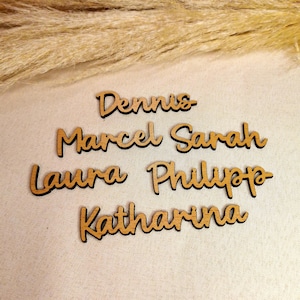 Dennis
Marcel Sarah
Laura Philipp
Katharina